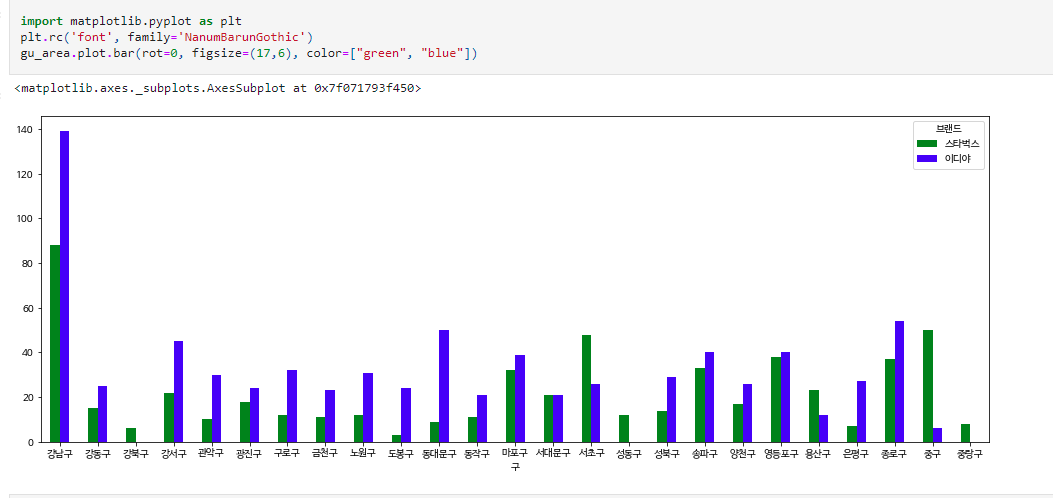 import matplotlib.pyplot as plt
plt.rc('font', family='NanumBarunGothic')
gu_area.plot.bar(rot=0, figsize=(17,6), color=["green", "blue"])
<matplotlib.axes._subplots.AxesSubplot at 0x7f071793f450>
브랜드
스타벅스
이디야
140
120
100
80
60
40
20
0
강남구 강동구 강북구 강서구 관악구 광진구 구로구 금천구 노원구 도봉구 동대문구 동작구 마포구구 서대문구 서초구 성동구 성북구 송파구 양천구 영등포구 용산구 은평구 종로구 중구 중랑구